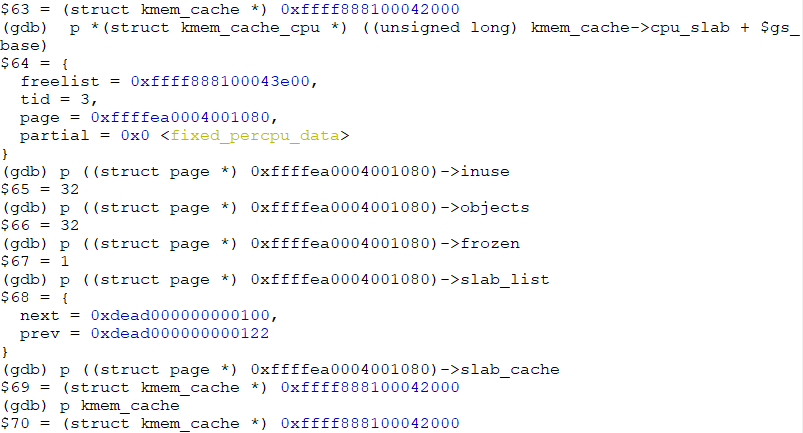 $63 = (struct kmem_cache *) 0xffff888100042000
(gdb)  p *(struct kmem_cache_cpu *) ((unsigned long) kmem_cache->cpu_slab + $gs_
base)
$64 = {
  freelist = 0xffff888100043e00,
  tid = 3,
  page = 0xffffea0004001080,
  partial = 0x0 <fixed_percpu_data>
}
(gdb) p ((struct page *) 0xffffea0004001080)->inuse
$65 = 32
(gdb) p ((struct page *) 0xffffea0004001080)->objects
$66 = 32
(gdb) p ((struct page *) 0xffffea0004001080)->frozen
$67 = 1
(gdb) p ((struct page *) 0xffffea0004001080)->slab_list
$68 = {
  next = 0xdead000000000100,
  prev = 0xdead000000000122
}
(gdb) p ((struct page *) 0xffffea0004001080)->slab_cache
$69 = (struct kmem_cache *) 0xffff888100042000
(gdb) p kmem_cache
$70 = (struct kmem_cache *) 0xffff888100042000